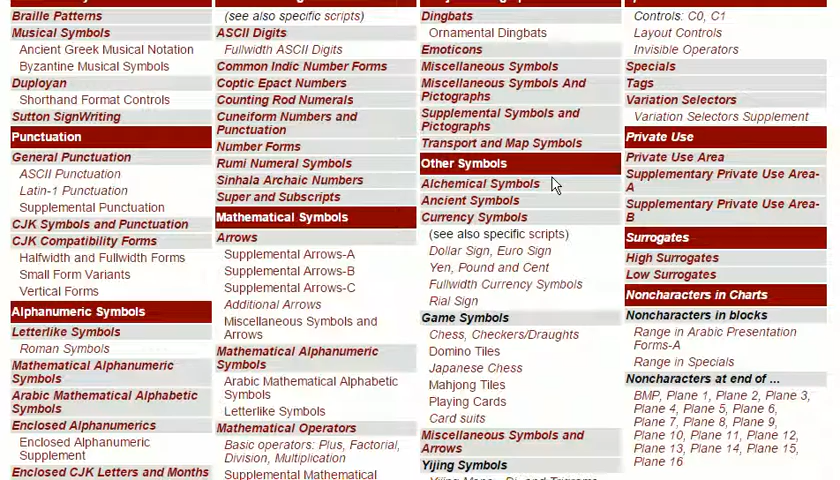 Braille Patterns
Musical Symbols
Ancient Greek Musical Notation
Byzantine Musical Symbols
Duployan
Shorthand Format Controls
Sutton SignWriting
Punctuation
General Punctuation
ASCII Punctuation
Latin-1 Punctuation
Supplemental Punctuation
CJK Symbols and Punctuation
CJK Compatibility Forms
Halfwidth and Fullwidth Forms
Small Form Variants
Vertical Forms
Alphanumeric Symbols
Letterlike Symbols
Roman Symbols
Mathematical Alphanumeric
Symbols
Arabic Mathematical Alphabetic
Symbols
Enclosed Alphanumerics
Enclosed Alphanumeric
Supplement
Enclosed CJK Letters and Months
(see also specific scripts)
ASCII Digits
Fullwidth ASCII Digits
Common Indic Number Forms
Coptic Epact Numbers
Counting Rod Numerals
Cuneiform Numbers and
Punctuation
Number Forms
Rumi Numeral Symbols
Sinhala Archaic Numbers
Super and Subscripts
Mathematical Symbols
Arrows
Supplemental Arrows-A
Supplemental Arrows-B
Supplemental Arrows-C
Additional Arrows
Miscellaneous Symbols and
Arrows
Mathematical Alphanumeric
Symbols
Arabic Mathematical Alphabetic
Symbols
Letterlike Symbols
Mathematical Operators
Basic operators: Plus, Factorial,
Division, Multiplication
Supplemental Mathematical
Dingbats
Ornamental Dingbats
Emoticons
Miscellaneous Symbols
Miscellaneous Symbols And
Pictographs
Supplemental Symbols and
Pictographs
Transport and Map Symbols
Other Symbols
Alchemical Symbols
Ancient Symbols
Currency Symbols
(see also specific scripts)
Dollar Sign, Euro Sign
Yen, Pound and Cent
Fullwidth Currency Symbols
Rial Sign
Game Symbols
Chess, Checkers/Draughts
Domino Tiles
Japanese Chess
Mahjong Tiles
Playing Cards
Card suits
Miscellaneous Symbols and
Arrows
Yijing Symbols
Controls: C0, C1
Layout Controls
Invisible Operators
Specials
Tags
Variation Selectors
Variation Selectors Supplement
Private Use
Private Use Area
Supplementary Private Use Area-
A
Supplementary Private Use Area-
B
Surrogates
High Surrogates
Low Surrogates
Noncharacters in Charts
Noncharacters in blocks
Range in Arabic Presentation
Forms-A
Range in Specials
Noncharacters at end of ...
BMP, Plane 1, Plane 2, Plane 3,
Plane 4, Plane 5, Plane 6,
Plane 7, Plane 8, Plane 9,
Plane 10, Plane 11, Plane 12,
Plane 13, Plane 14, Plane 15,
Plane 16